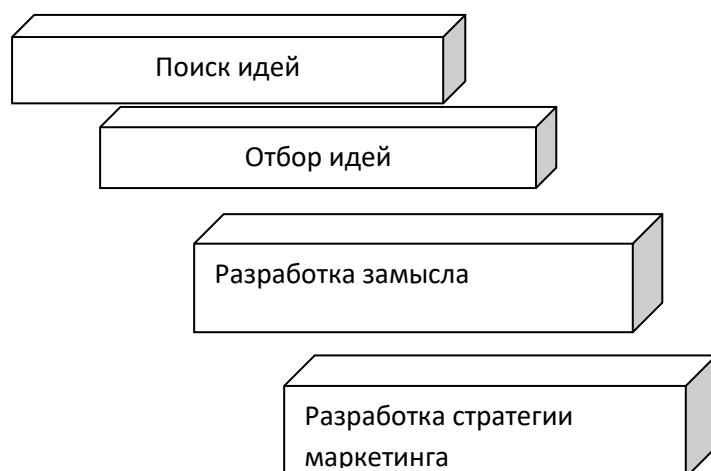 Поиск идей
Отбор идей
Разработка замысла
Разработка стратегии
маркетинга